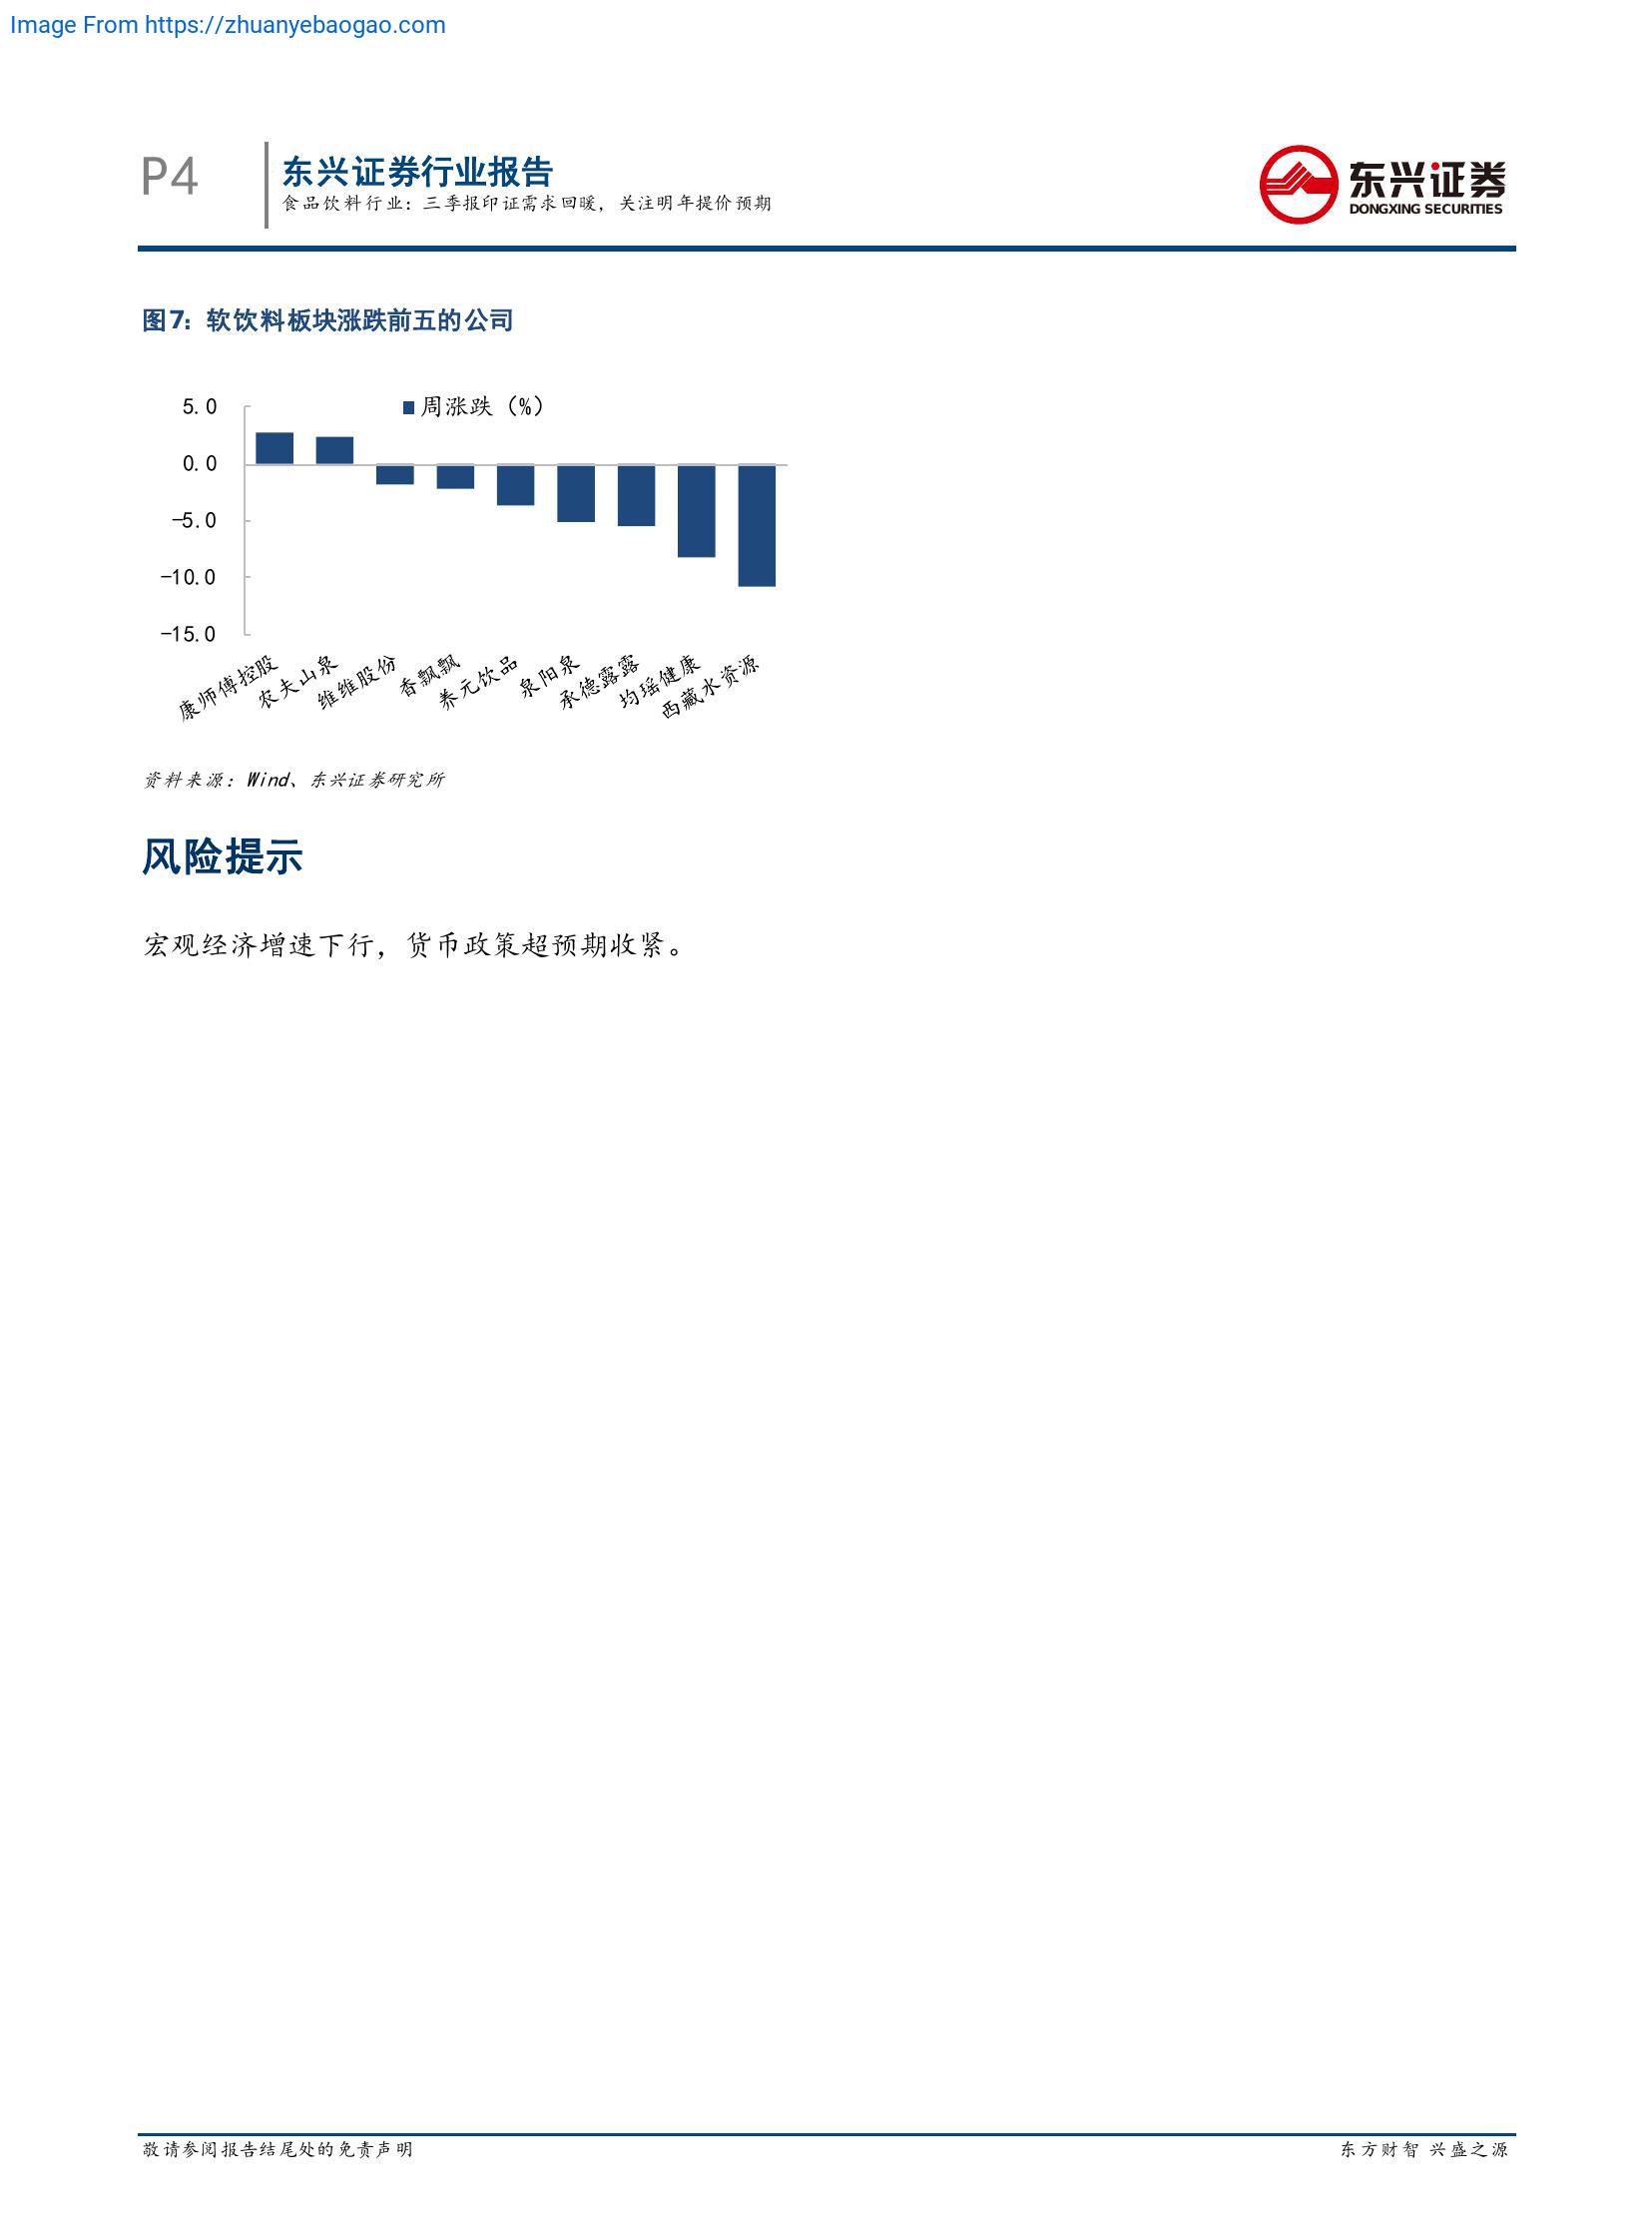 Image From https://zhuanyebaogao.com
P4
东兴证券行业报告
食品饮料行业：三季报印证需求回暖，关注明年提价预期
东兴证券
DONGXING SECURITIES
图7：软饮料板块涨跌前五的公司
周涨跌（%）
5.0
0.0
-5.0
-10.0
-15.0
康师傅控股
农夫山泉
维维股份
香飘飘
养元饮品
泉阳泉
承德露露
均瑶健康
西藏水资源
资料来源：Wind、东兴证券研究所
风险提示
宏观经济增速下行，货币政策超预期收紧。
敬请参阅报告结尾处的免责声明
东方财智 兴盛之源